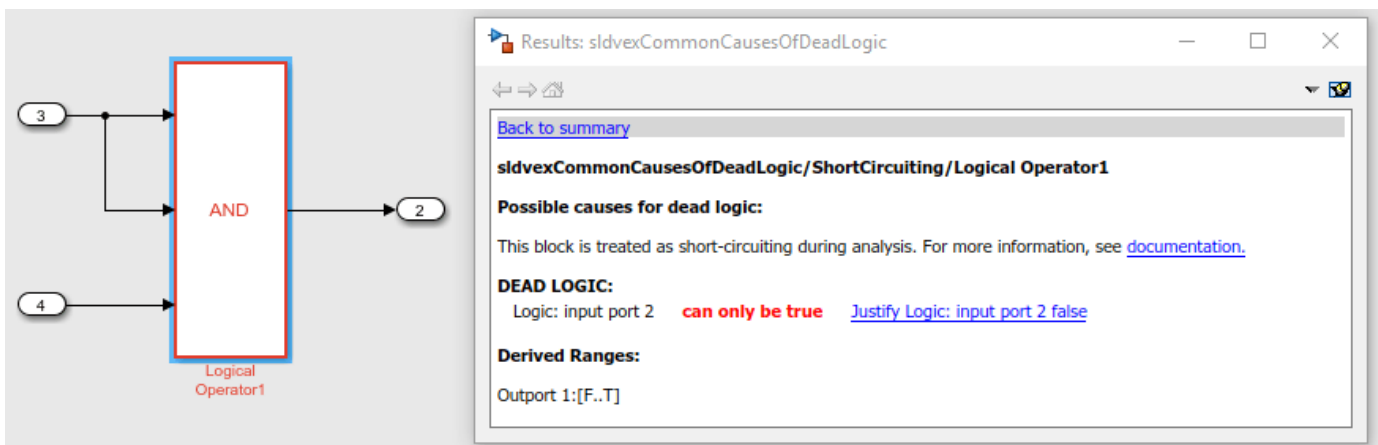 3
AND
2
4
Logical
Operator1
Results: sldvexCommonCausesOfDeadLogic
Back to summary
sldvexCommonCausesOfDeadLogic/ShortCircuiting/Logical Operator1
Possible causes for dead logic:
This block is treated as short-circuiting during analysis. For more information, see documentation.
DEAD LOGIC:
Logic: input port 2 can only be true Justify Logic: input port 2 false
Derived Ranges:
Outport 1:[F..T]